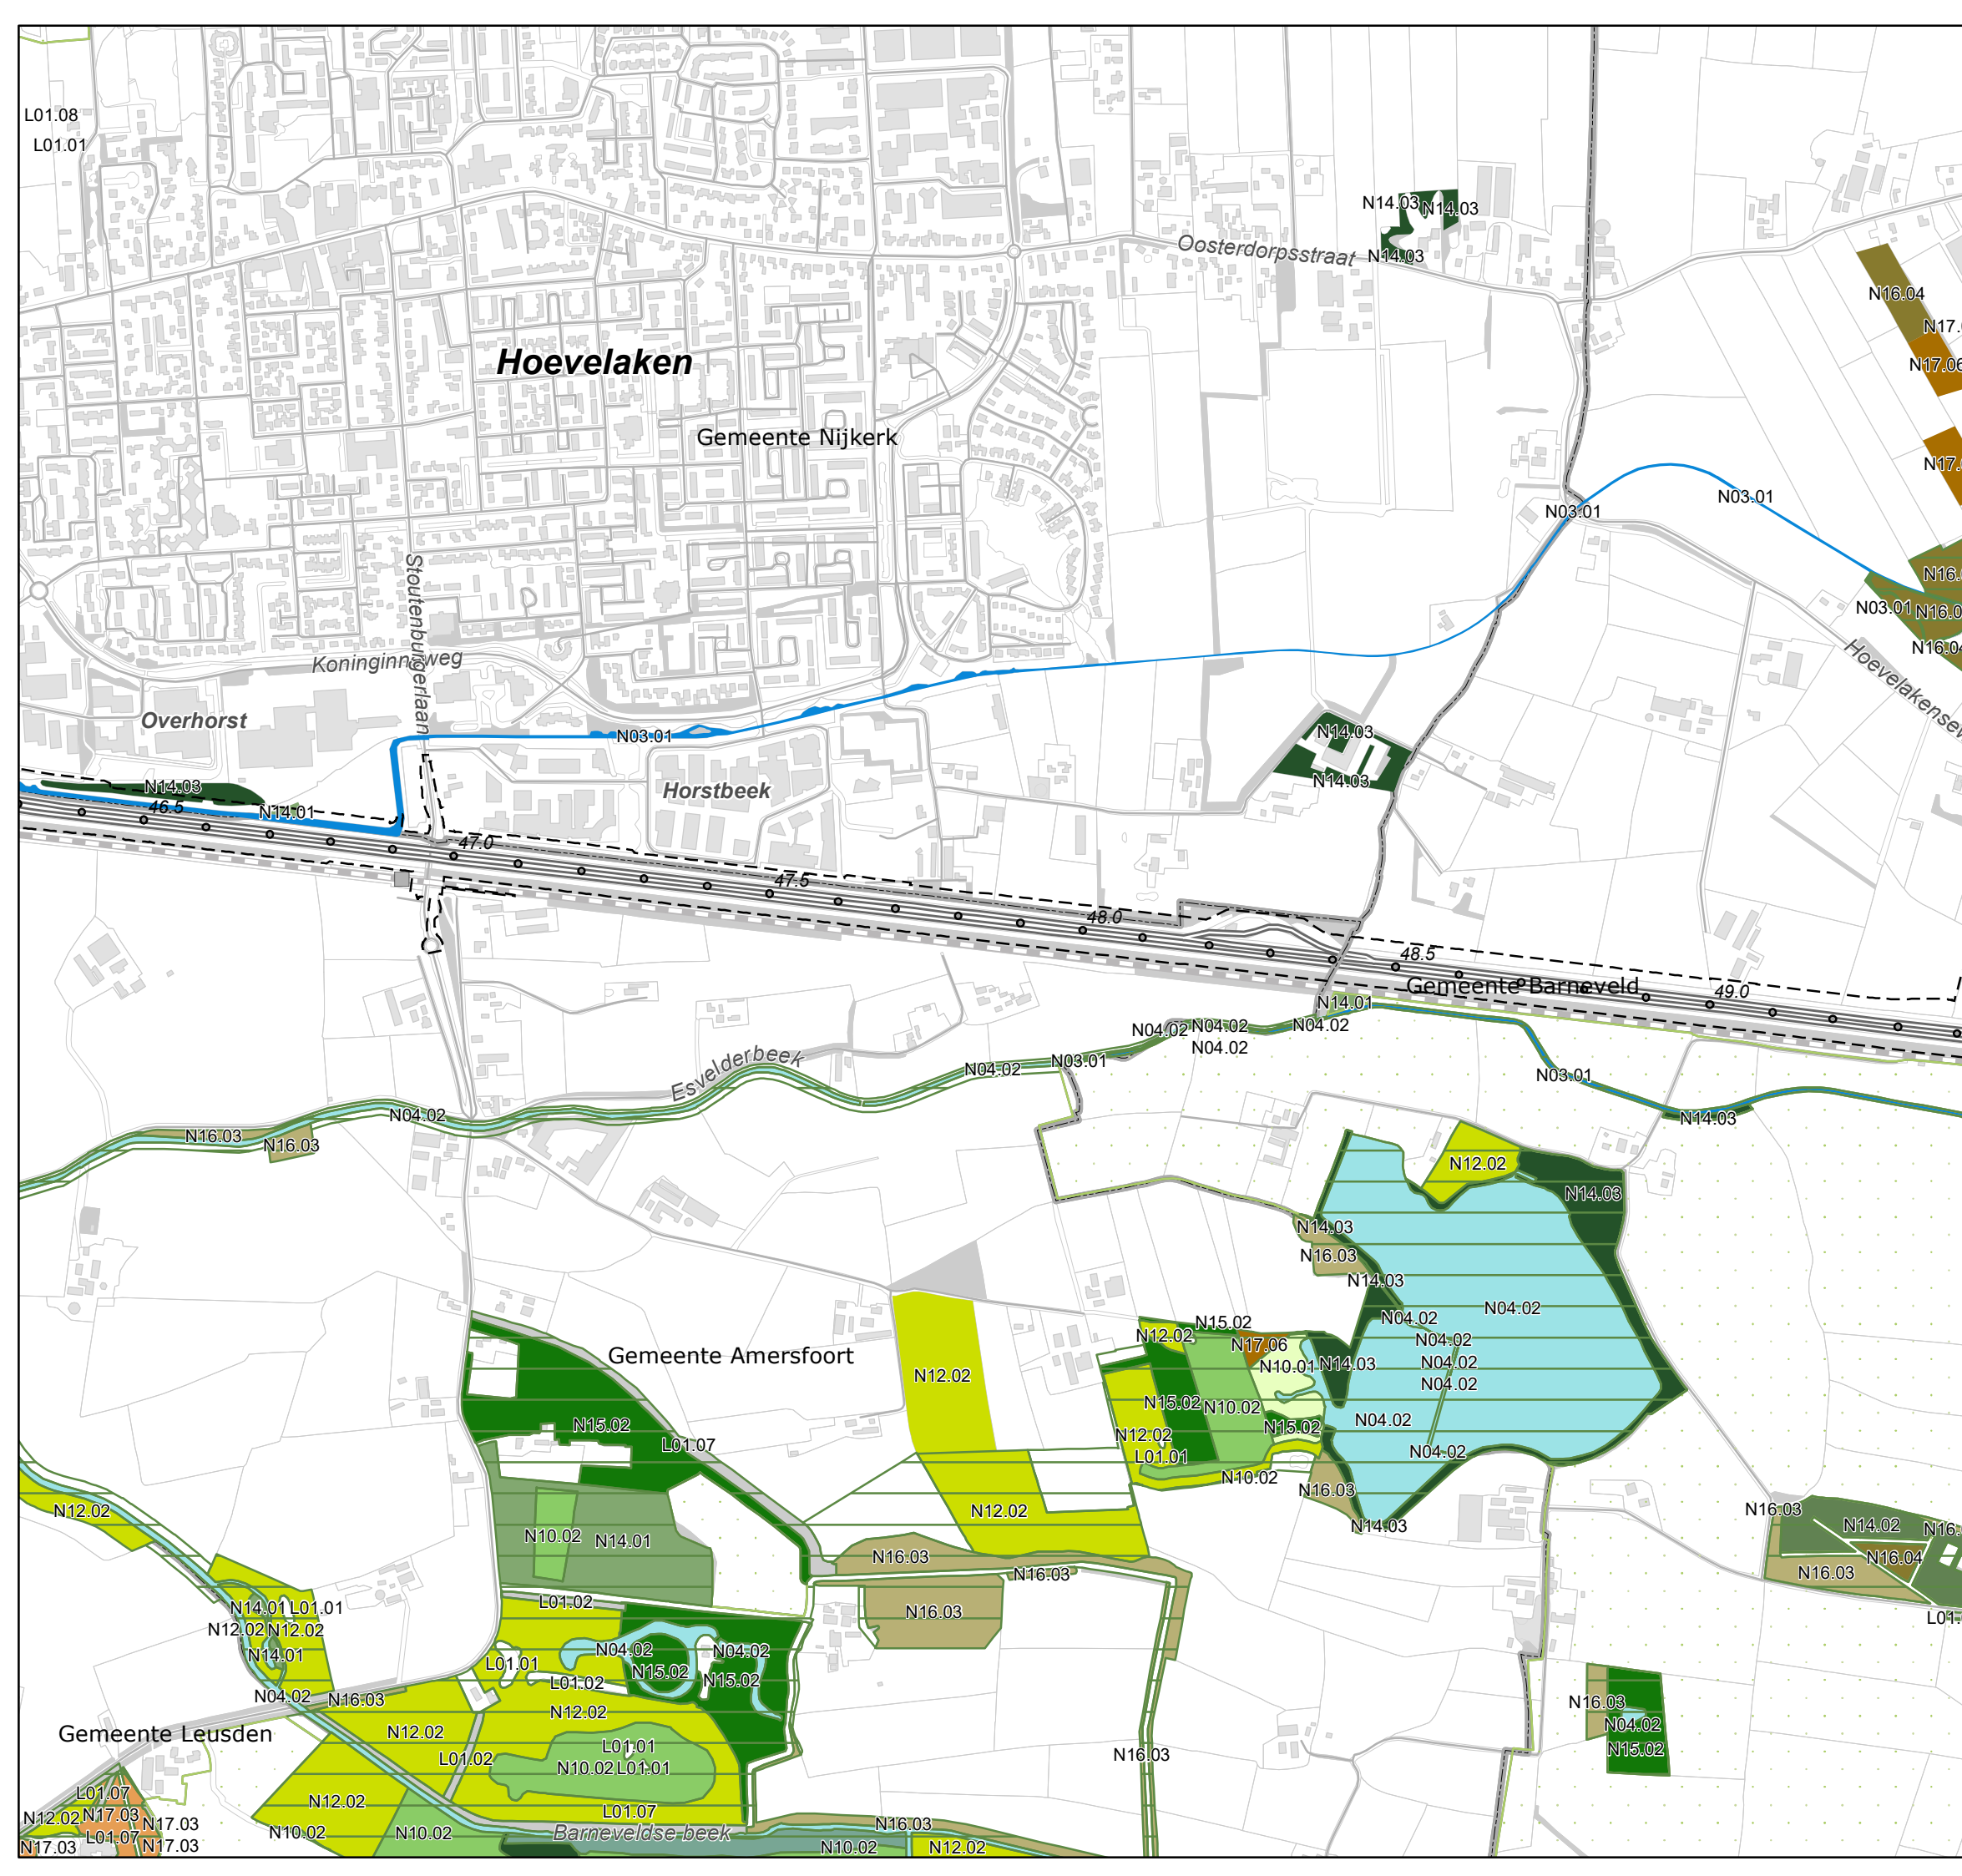 L01.08
L01.01
N14.03
N14.03
N14.03
Oosterdorpsstraat
N16.04
N17.06
Hoevelaken
Gemeente Nijkerk
N03.01
N03.01
Stoutenburgerlaan
Koninginneweg
Overhorst
N03.01
Horstbeek
N14.03
N14.03
N03.01
N14.03
46.5
N14.01
47.0
47.5
48.0
48.5
Gemeente Barneveld
49.0
N14.01
N04.02
N04.02
N04.02
N04.02
N03.01
N04.02
Esvelderbeek
N03.01
N14.03
N04.02
N16.03
N16.03
N12.02
N14.03
N14.03
N16.03
N14.03
N04.02
N04.02
N04.02
N04.02
N04.02
N04.02
N04.02
N15.02
N12.02
N17.06
N10.01
N14.03
N15.02
N10.02
N15.02
N12.02
L01.01
N10.02
N16.03
N14.03
Gemeente Amersfoort
N12.02
N15.02
L01.07
N12.02
N12.02
N10.02
N14.01
N16.03
N16.03
N16.03
N16.03
N14.02
N16.04
N16.03
L01.02
N14.01
L01.01
N12.02
N12.02
N14.01
N04.02
N16.03
L01.01
N04.02
N04.02
N15.02
N15.02
L01.02
N12.02
N12.02
Gemeente Leusden
L01.02
L01.01
N10.02
L01.01
N16.03
N16.03
N04.02
N15.02
L01.07
N12.02
N17.03
N17.03
L01.07
N17.03
N17.03
N12.02
N10.02
N10.02
L01.07
Barneveldse beek
N16.03
N10.02
N12.02